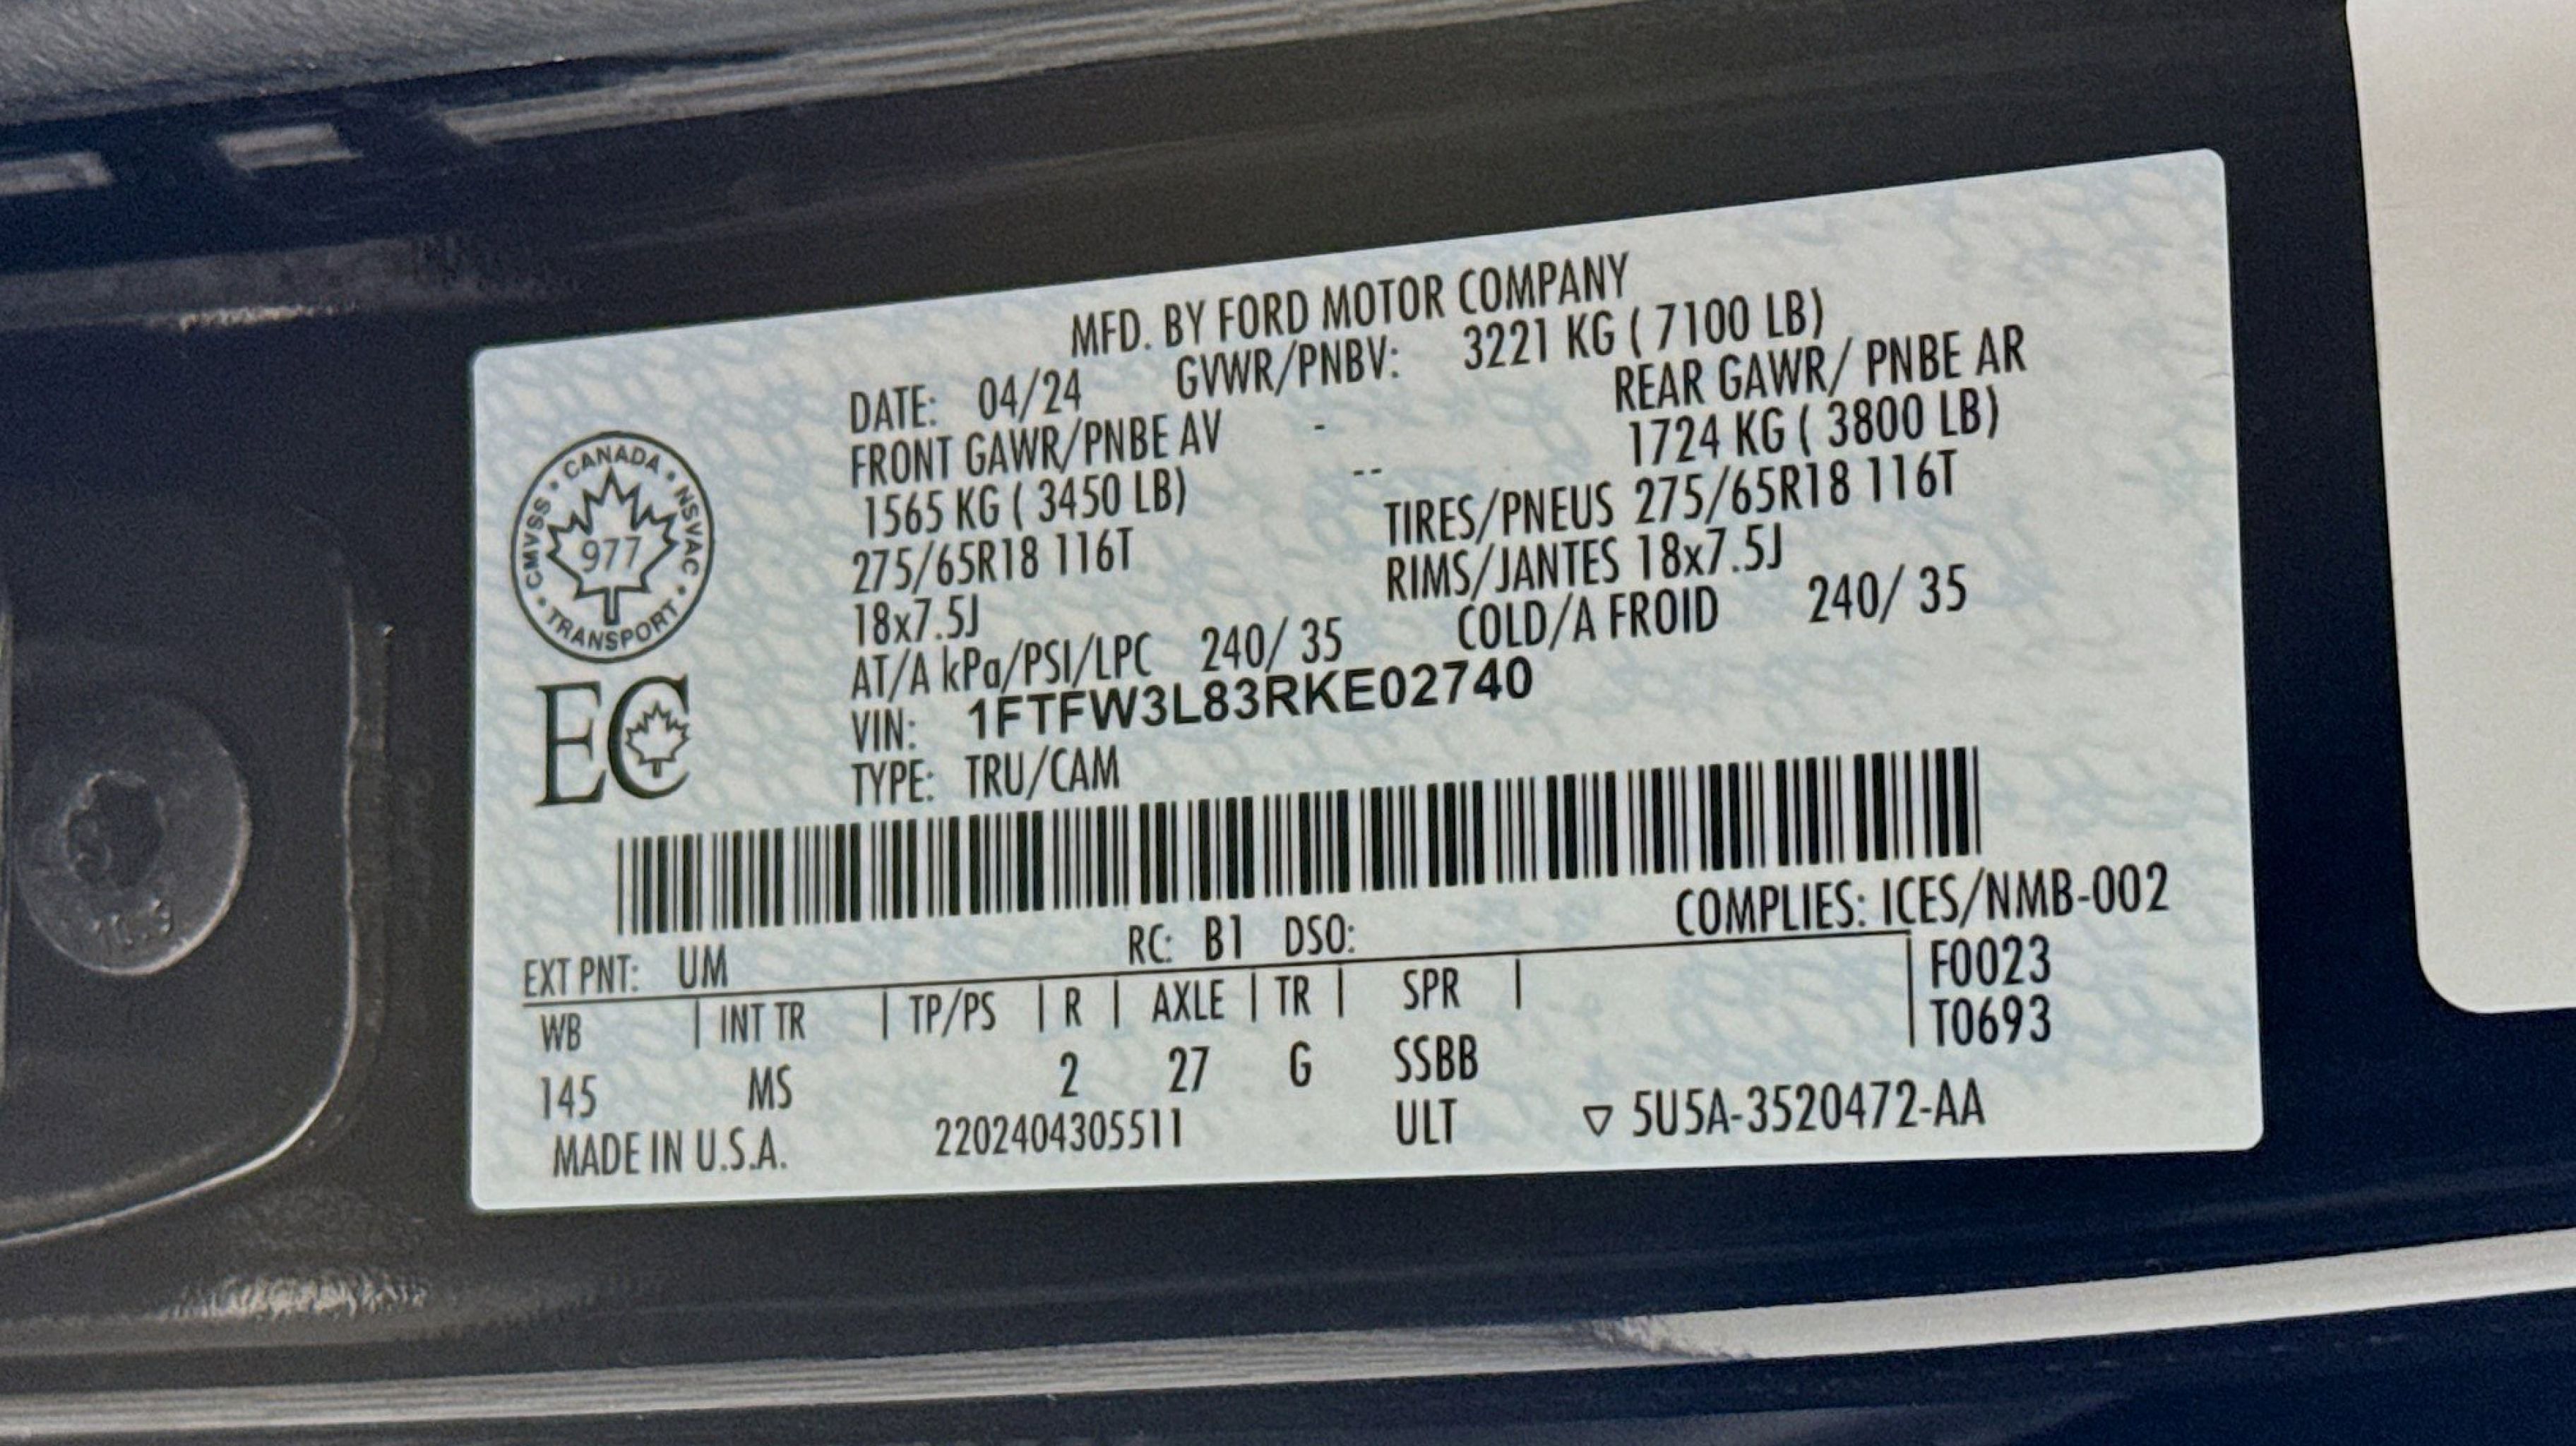 MFD. BY FORD MOTOR COMPANY
DATE: 04/24 GVWR/PNBV: 3221 KG ( 7100 LB)
FRONT GAWR/PNBE AV - REAR GAWR/ PNBE AR
1565 KG ( 3450 LB) -- 1724 KG ( 3800 LB)
275/65R18 116T TIRES/PNEUS 275/65R18 116T
18x7.5J RIMS/JANTES 18x7.5J
AT/A kPa/PSI/LPC 240/ 35 COLD/A FROID 240/ 35
VIN: 1FTFW3L83RKE02740
TYPE: TRU/CAM
CANADA • NSVAC • TRANSPORT • CMVSS •
977
EC
COMPLIES: ICES/NMB-002
EXT PNT: UM RC: B1 DSO:
WB | INT TR | TP/PS | R | AXLE | TR | SPR | F0023
145 MS 2 27 G SSBB T0693
MADE IN U.S.A. 2202404305511 ULT ▽ 5U5A-3520472-AA
10.9